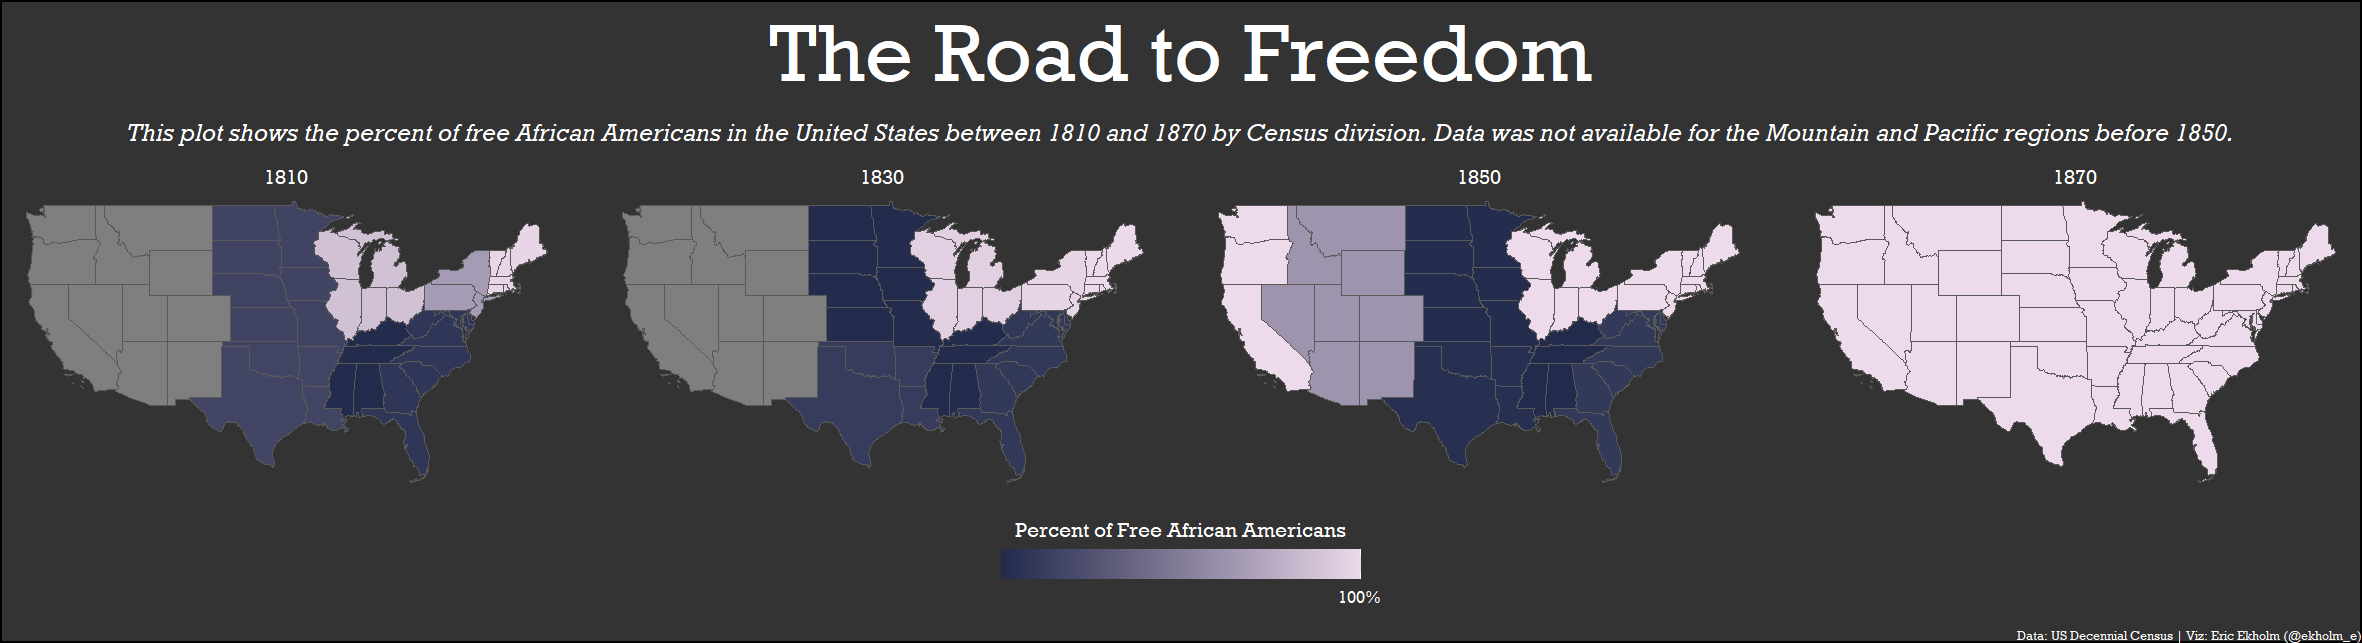 The Road to Freedom
This plot shows the percent of free African Americans in the United States between 1810 and 1870 by Census division. Data was not available for the Mountain and Pacific regions before 1850.
1810
1830
1850
1870
Percent of Free African Americans
100%
Data: US Decennial Census | Viz: Eric Ekholm (@ekholm_e)